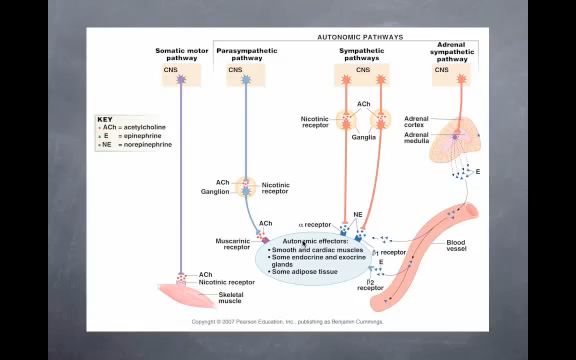 AUTONOMIC PATHWAYS
Somatic motor
pathway
Parasympathetic
pathway
Sympathetic
pathways
Adrenal
sympathetic
pathway
CNS
CNS
CNS
CNS
KEY
ACh = acetylcholine
E = epinephrine
NE = norepinephrine
ACh
Nicotinic
receptor
Ganglia
Adrenal
cortex
Adrenal
medulla
E
ACh
Ganglion
Nicotinic
receptor
ACh
Muscarinic
receptor
NE
α receptor
Autonomic effectors:
• Smooth and cardiac muscles
• Some endocrine and exocrine
glands
• Some adipose tissue
β1 receptor
E
β2
receptor
Blood
vessel
ACh
Nicotinic receptor
Skeletal
muscle
Copyright © 2007 Pearson Education, Inc., publishing as Benjamin Cummings.